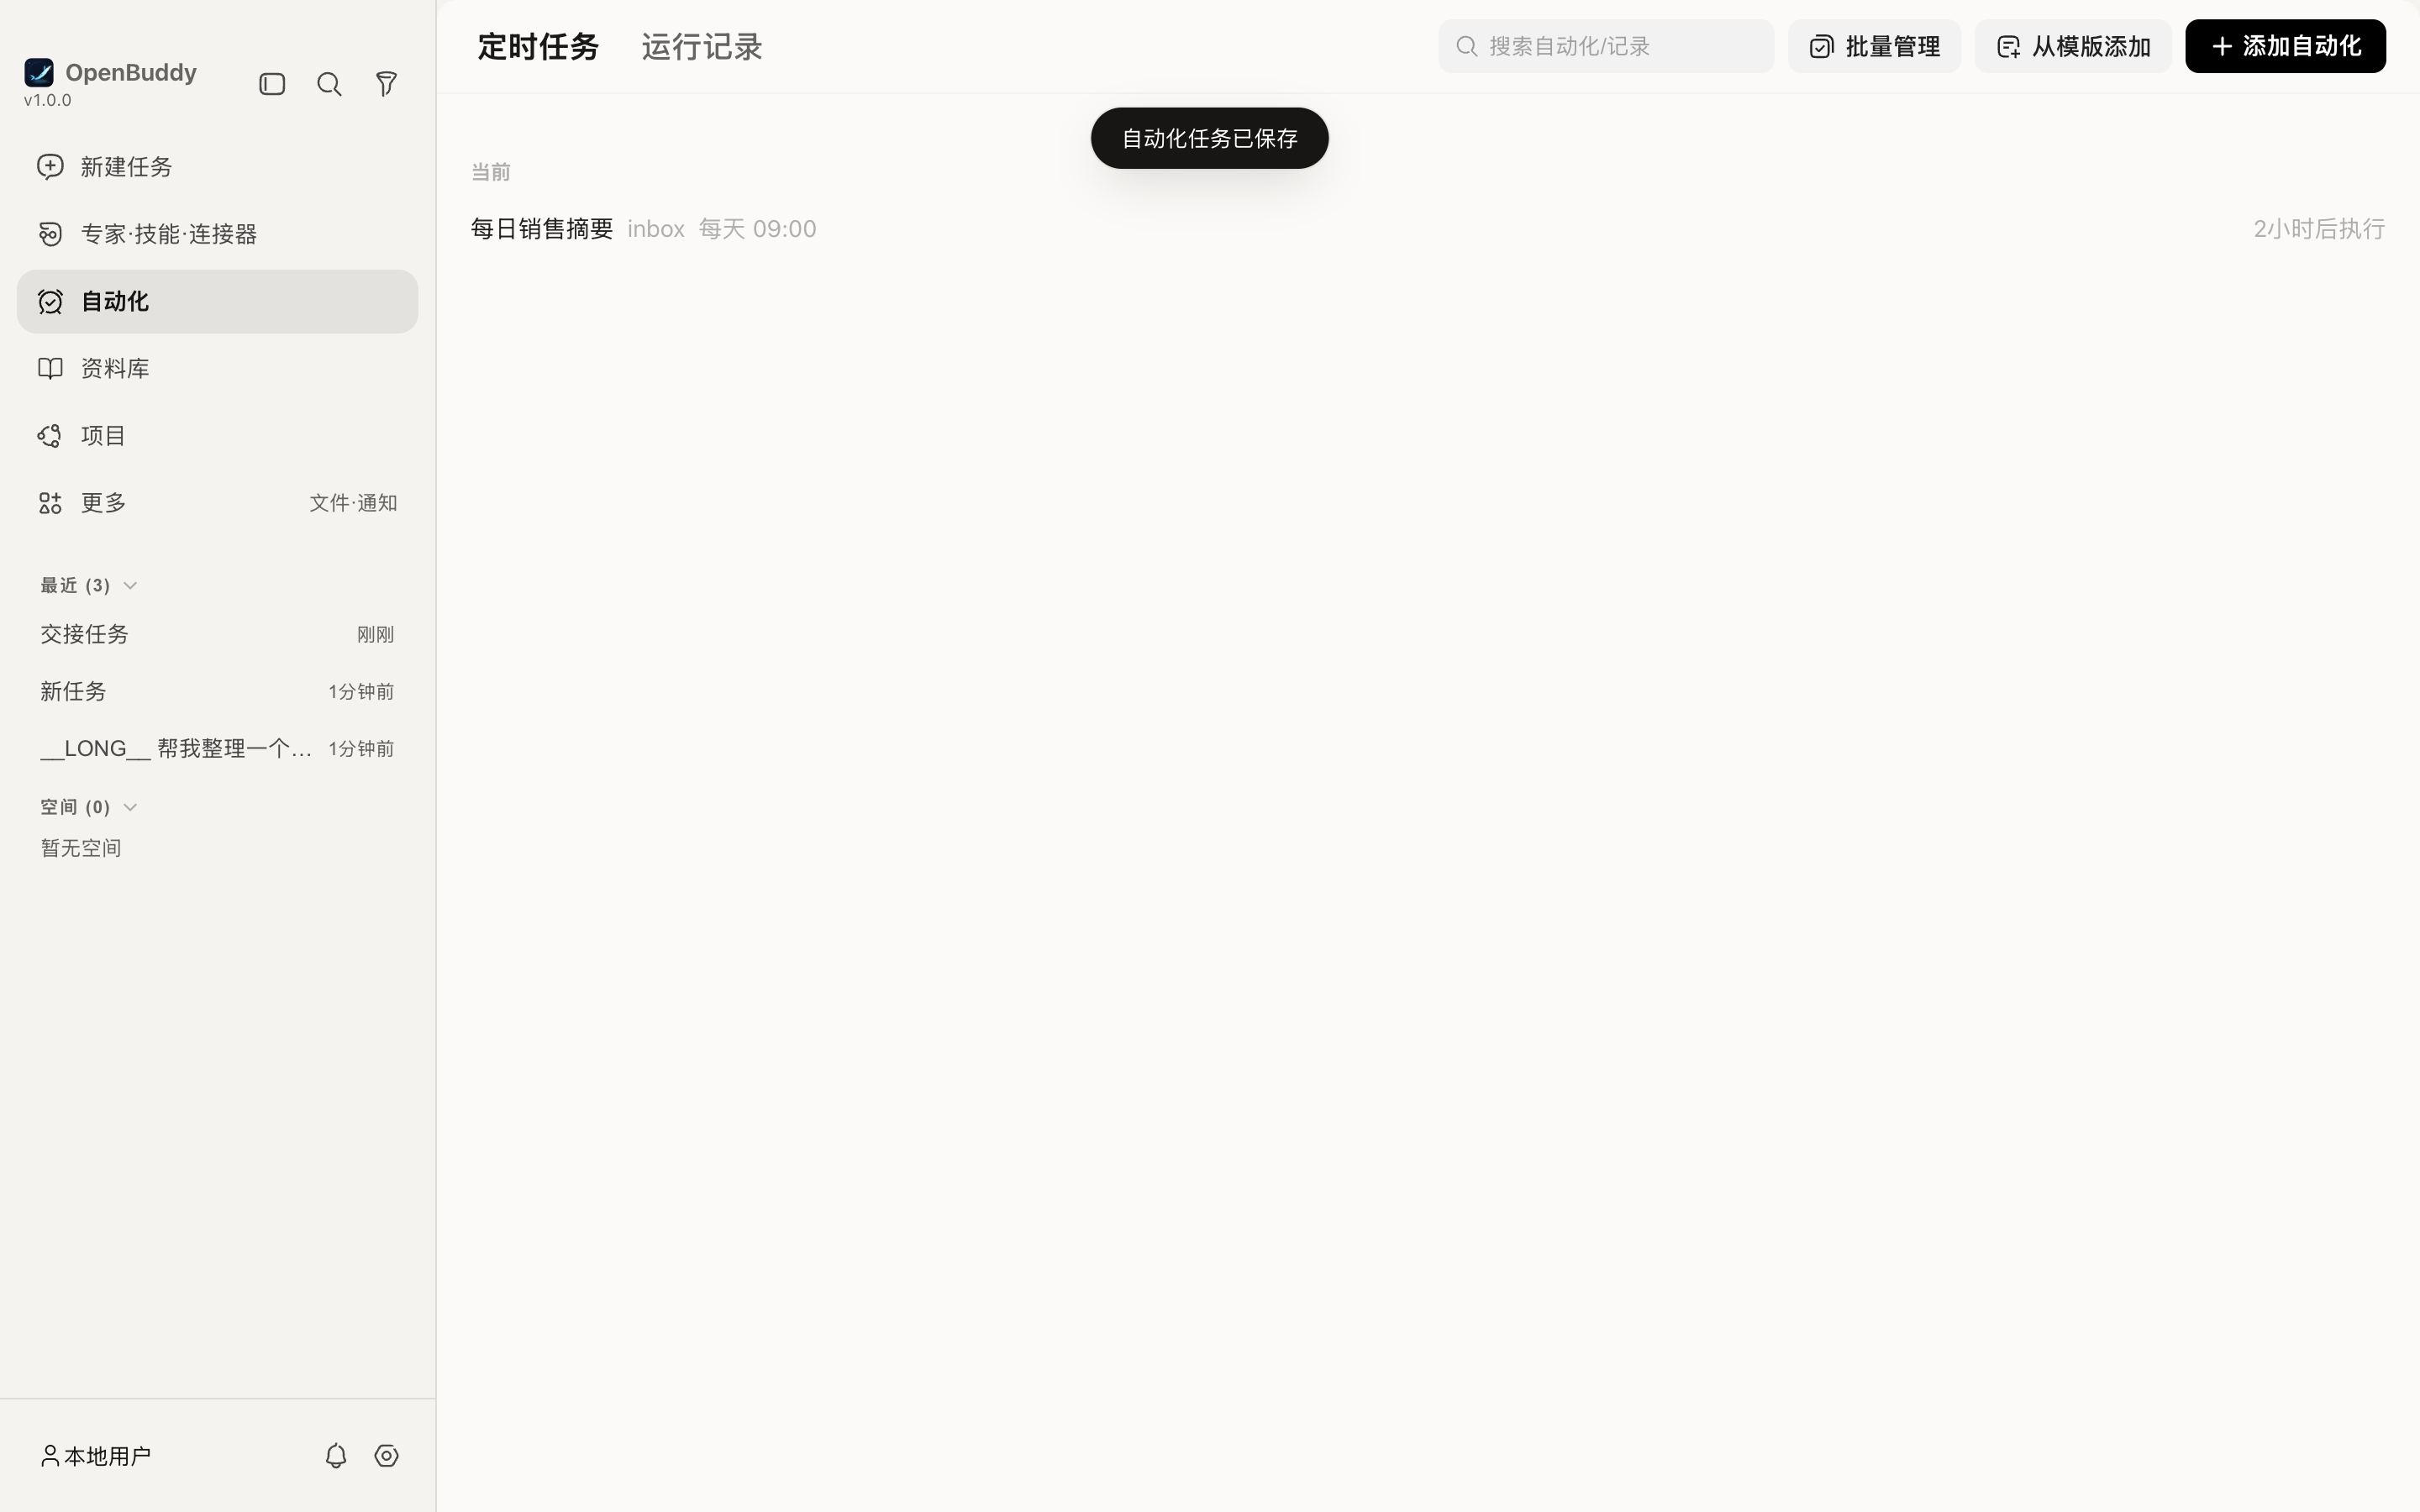 OpenBuddy
v1.0.0
新建任务
专家·技能·连接器
自动化
资料库
项目
更多 文件·通知
最近 (3)
交接任务 刚刚
新任务 1分钟前
__LONG__ 帮我整理一个... 1分钟前
空间 (0)
暂无空间
本地用户
定时任务 运行记录 搜索自动化/记录 批量管理 从模版添加 添加自动化
自动化任务已保存
当前
每日销售摘要 inbox 每天 09:00 2小时后执行